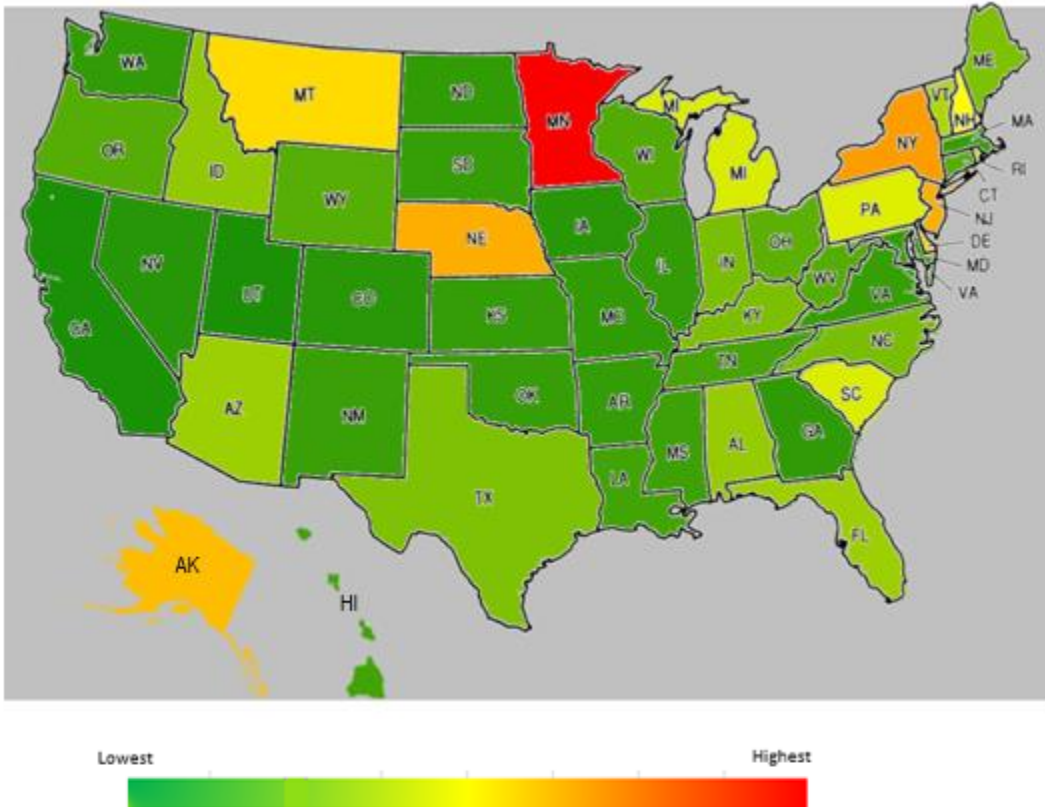 WA
MT
ND
MN
MI
ME
VT
NH
MA
OR
ID
SD
WI
NY
RI
WY
MI
CT
PA
NJ
IA
NE
DE
NV
OH
MD
UT
CO
IL
IN
WV
VA
VA
CA
KS
MO
KY
NC
TN
AZ
NM
OK
AR
SC
MS
AL
GA
LA
TX
FL
AK
HI
Lowest
Highest